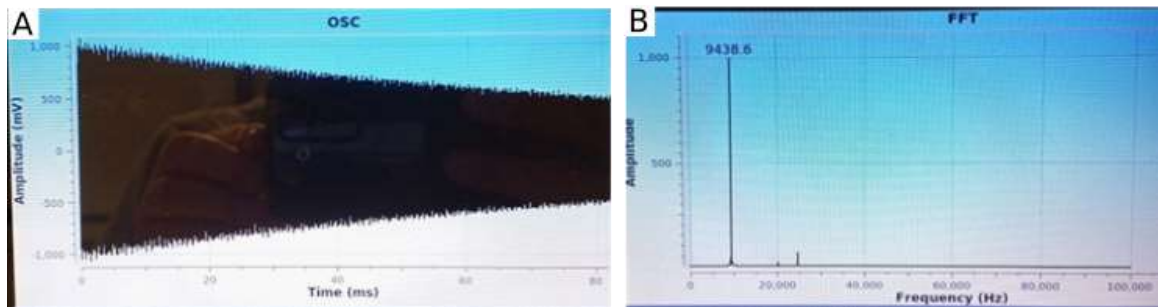 A
OSC
1,000
500
0
-500
-1,000
Amplitude (mV)
0
20
40
60
80
Time (ms)
B
FFT
9438.6
1,000
500
Amplitude
0
20.000
40.000
60.000
80.000
100.000
Frequency (Hz)